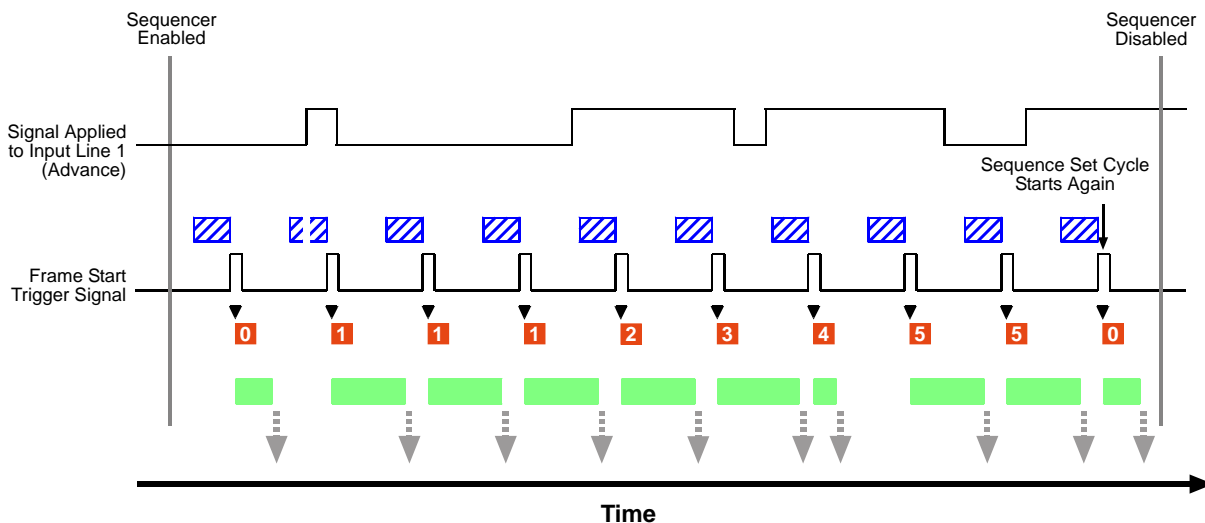 Sequencer
Enabled
Sequencer
Disabled
Signal Applied
to Input Line 1
(Advance)
Sequence Set Cycle
Starts Again
Frame Start
Trigger Signal
0 1 1 1 2 3 4 5 5 0
Time